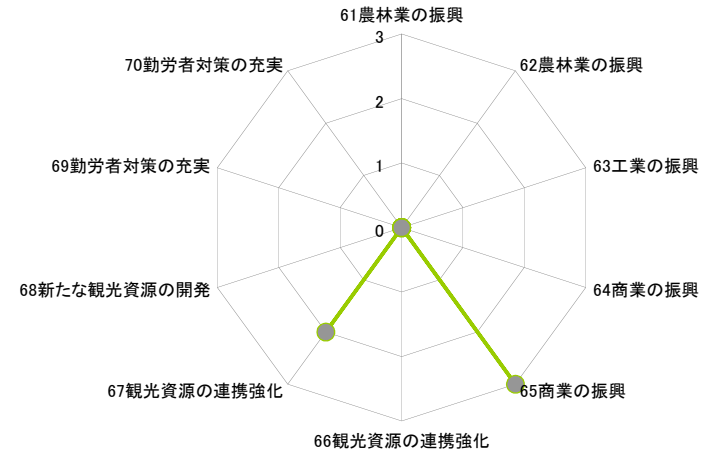 61農林業の振興
3
70勤労者対策の充実
62農林業の振興
2
69勤労者対策の充実
1
63工業の振興
0
68新たな観光資源の開発
64商業の振興
67観光資源の連携強化
65商業の振興
66観光資源の連携強化